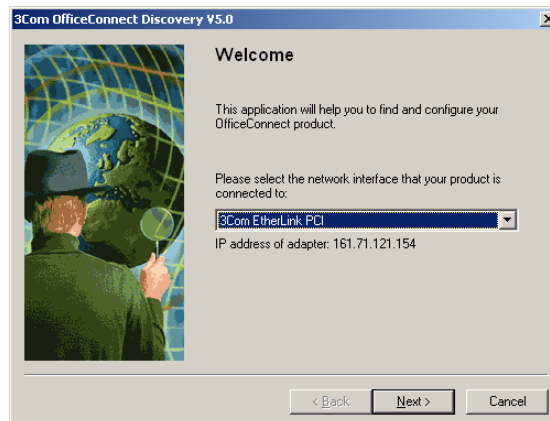 3Com OfficeConnect Discovery V5.0
Welcome
This application will help you to find and configure your
OfficeConnect product.
Please select the network interface that your product is
connected to:
3Com EtherLink PCI
IP address of adapter: 161.71.121.154
< Back
Next >
Cancel